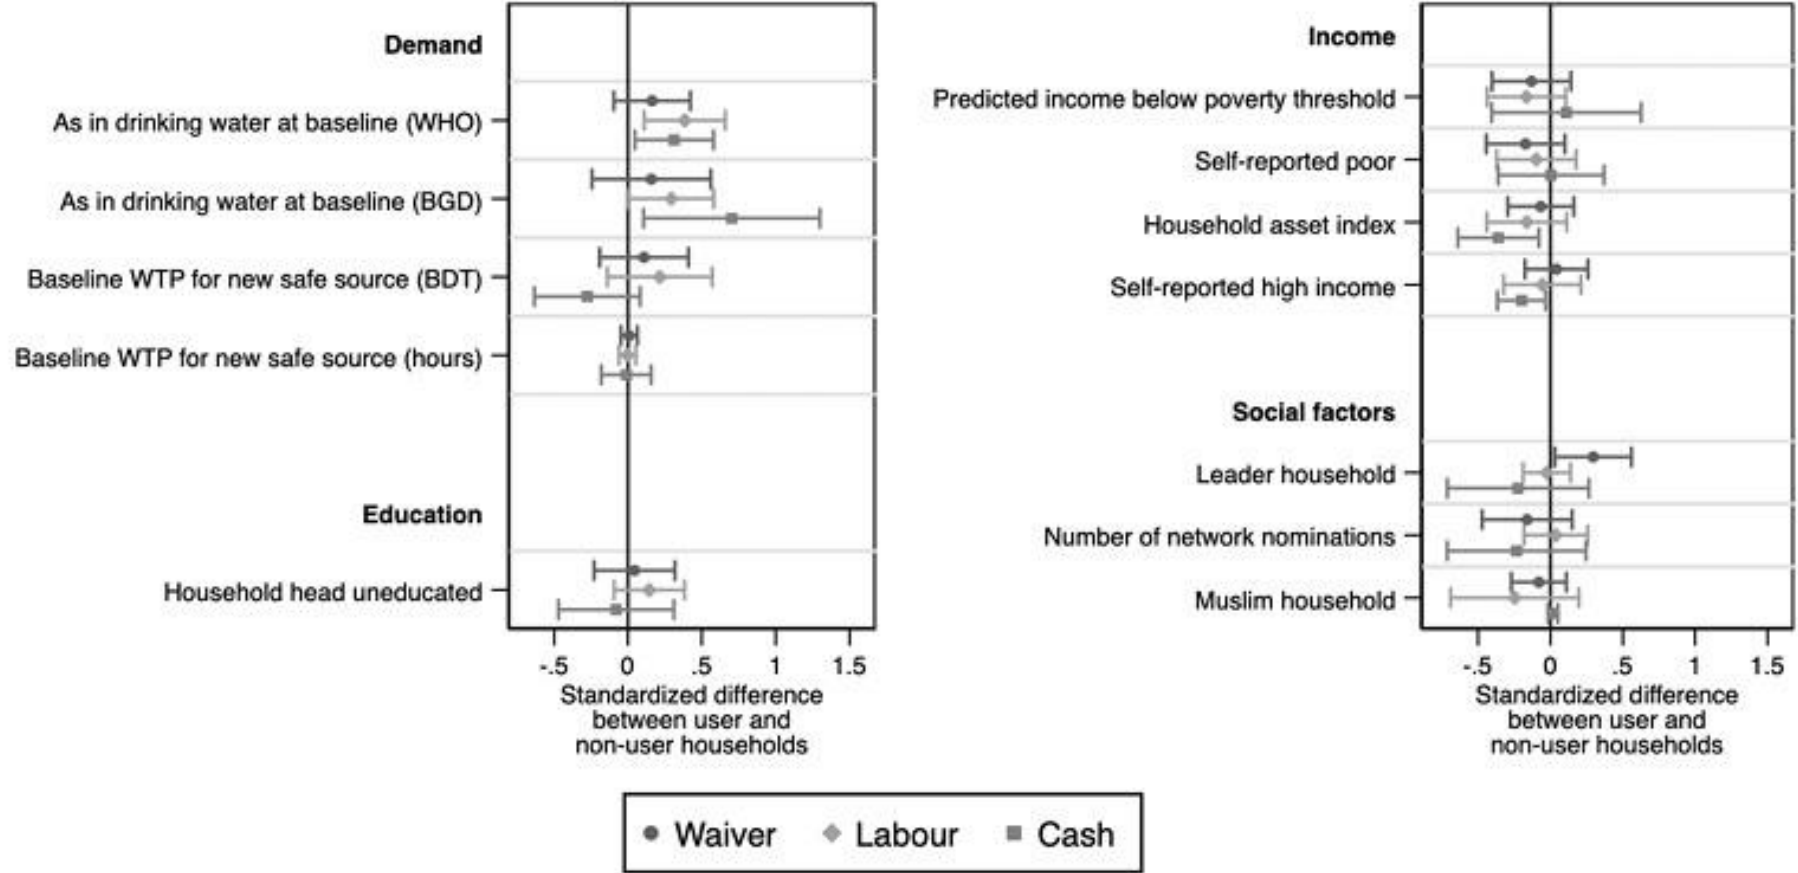 Demand
As in drinking water at baseline (WHO)
As in drinking water at baseline (BGD)
Baseline WTP for new safe source (BDT)
Baseline WTP for new safe source (hours)
Education
Household head uneducated
-.5 0 .5 1 1.5
Standardized difference
between user and
non-user households
Income
Predicted income below poverty threshold
Self-reported poor
Household asset index
Self-reported high income
Social factors
Leader household
Number of network nominations
Muslim household
-.5 0 .5 1 1.5
Standardized difference
between user and
non-user households
Waiver Labour Cash